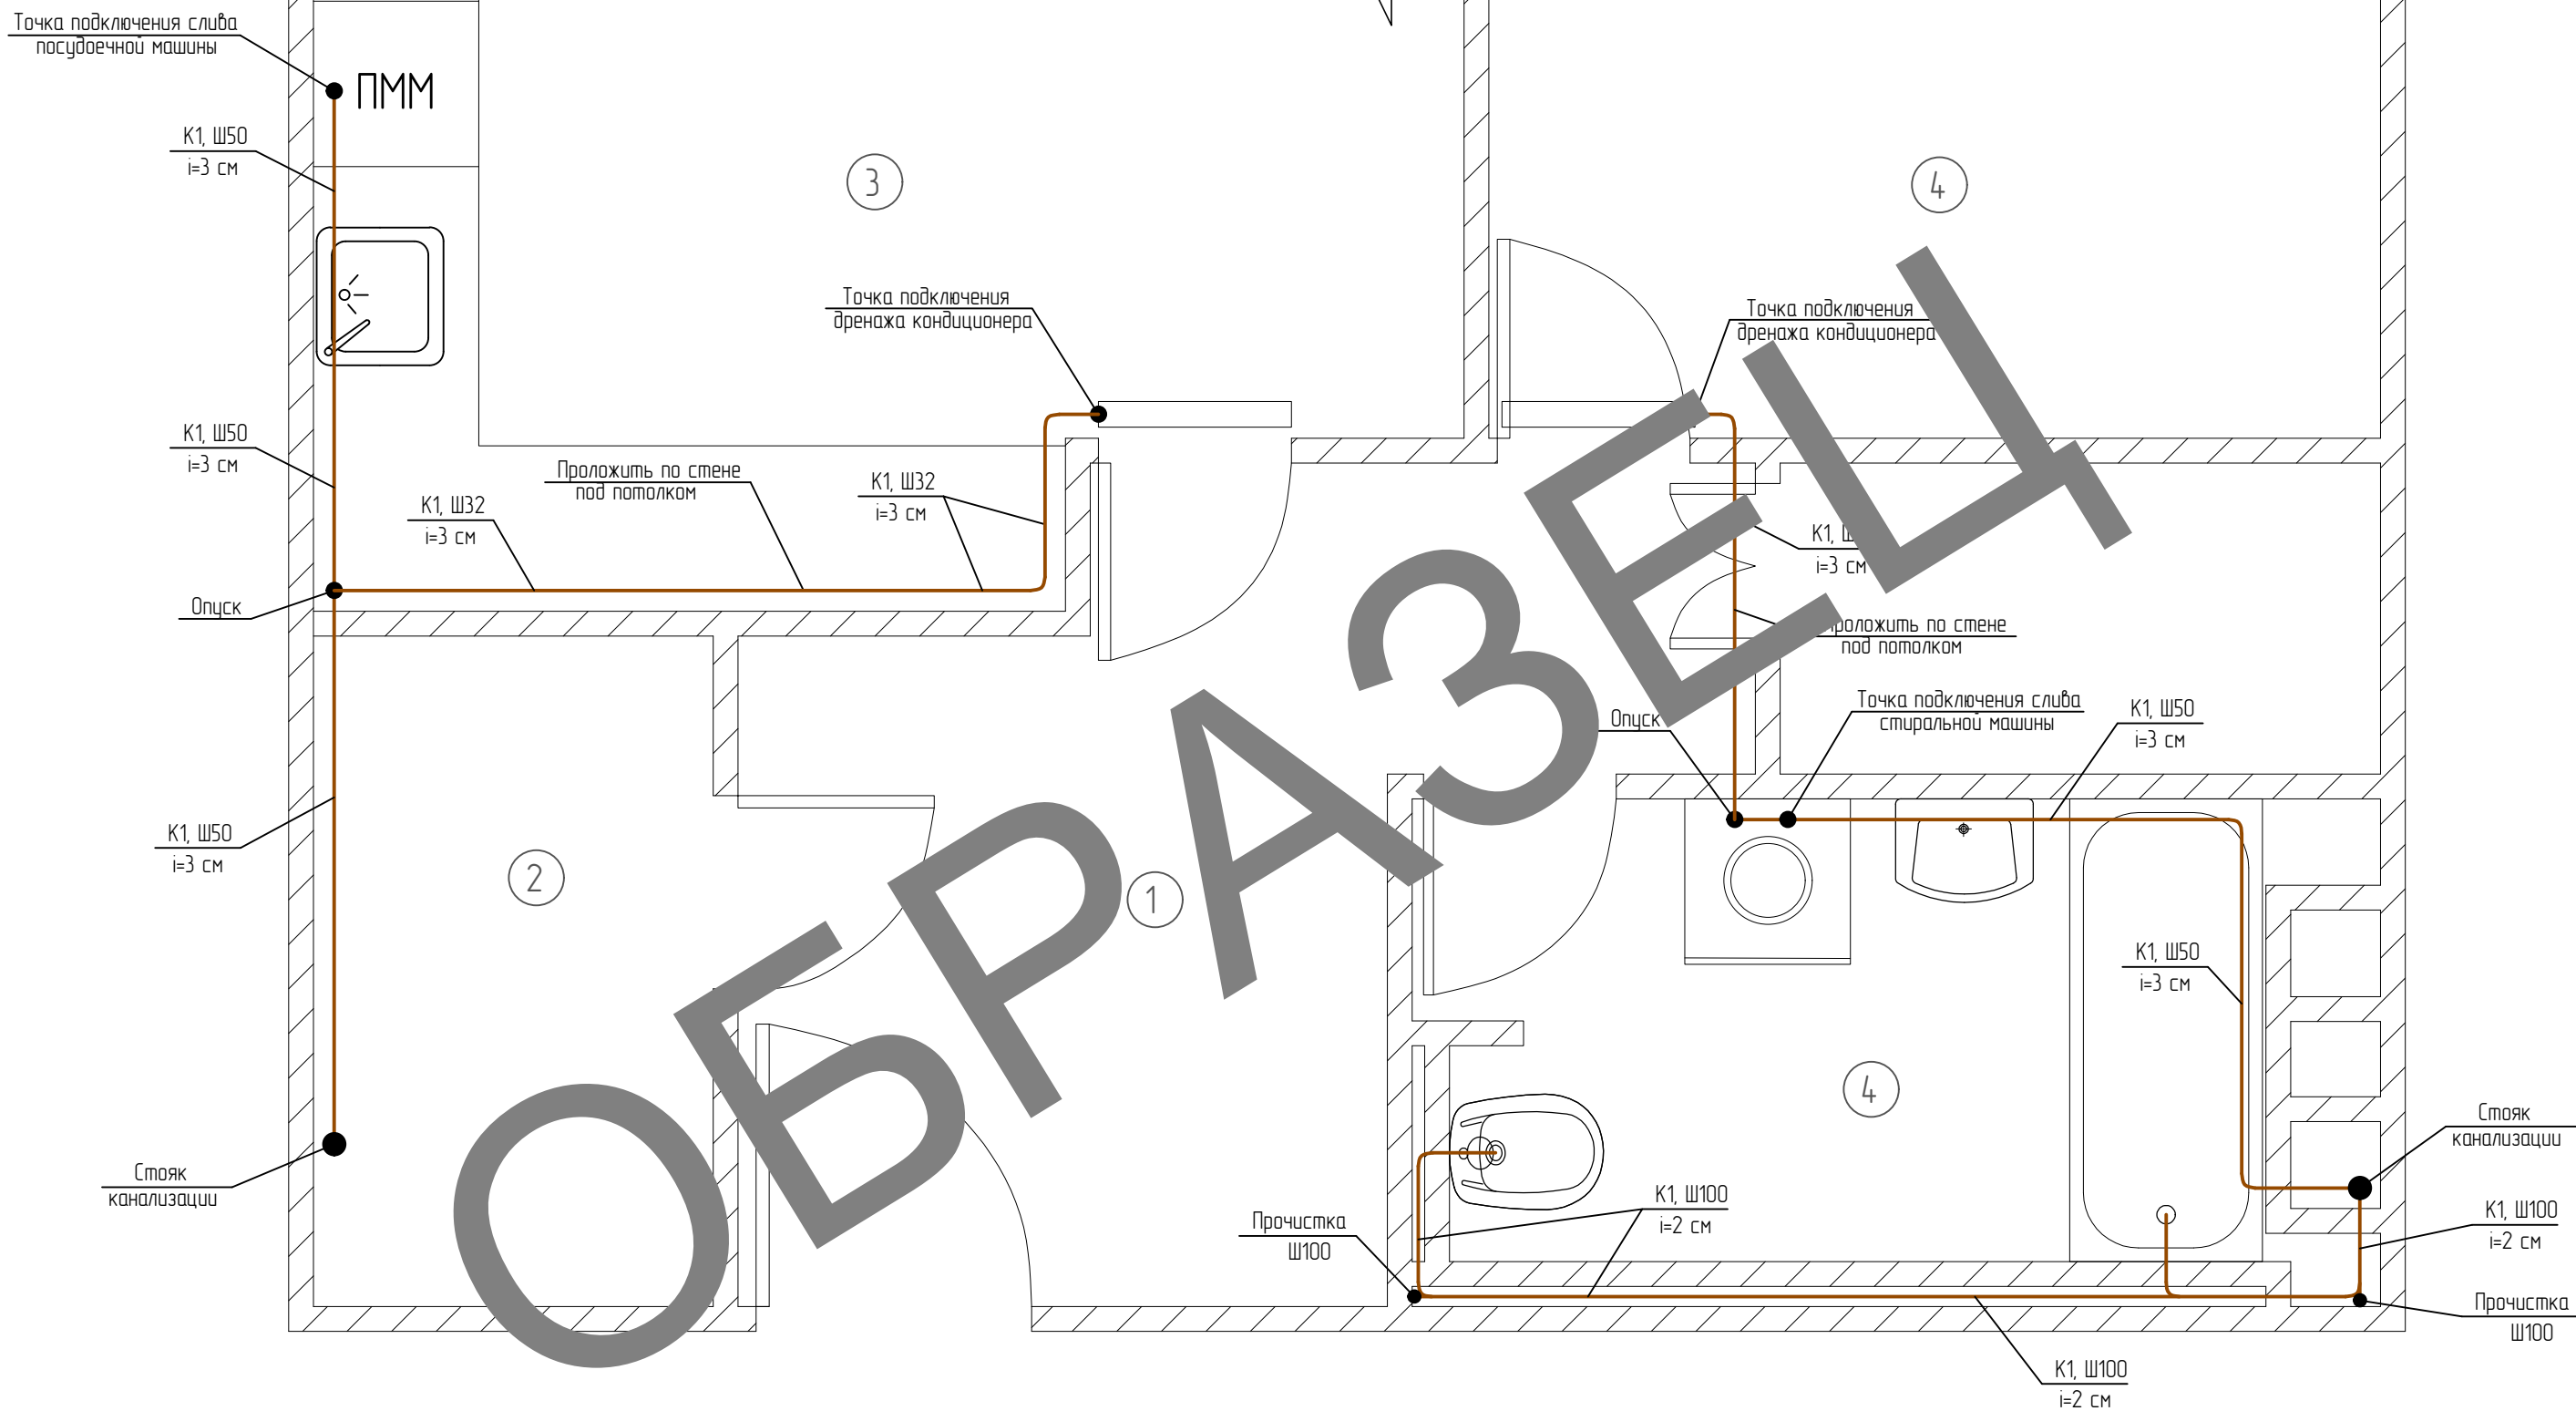 Точка подключения слива
посудоечной машины
ПММ
К1, Ш50
i=3 см
3
4
Точка подключения
дренажа кондиционера
Точка подключения
дренажа кондиционера
К1, Ш50
i=3 см
Проложить по стене
под потолком
К1, Ш32
i=3 см
К1, Ш32
i=3 см
К1,
i=3 см
Опуск
по стене
под потолком
Точка подключения слива
стиральной машины
Опуск
К1, Ш50
i=3 см
К1, Ш50
i=3 см
2
1
ОБРАЗЕЦ
К1, Ш50
i=3 см
4
Стояк
канализации
Стояк
канализации
Прочистка
Ш100
К1, Ш100
i=2 см
К1, Ш100
i=2 см
Прочистка
Ш100
К1, Ш100
i=2 см